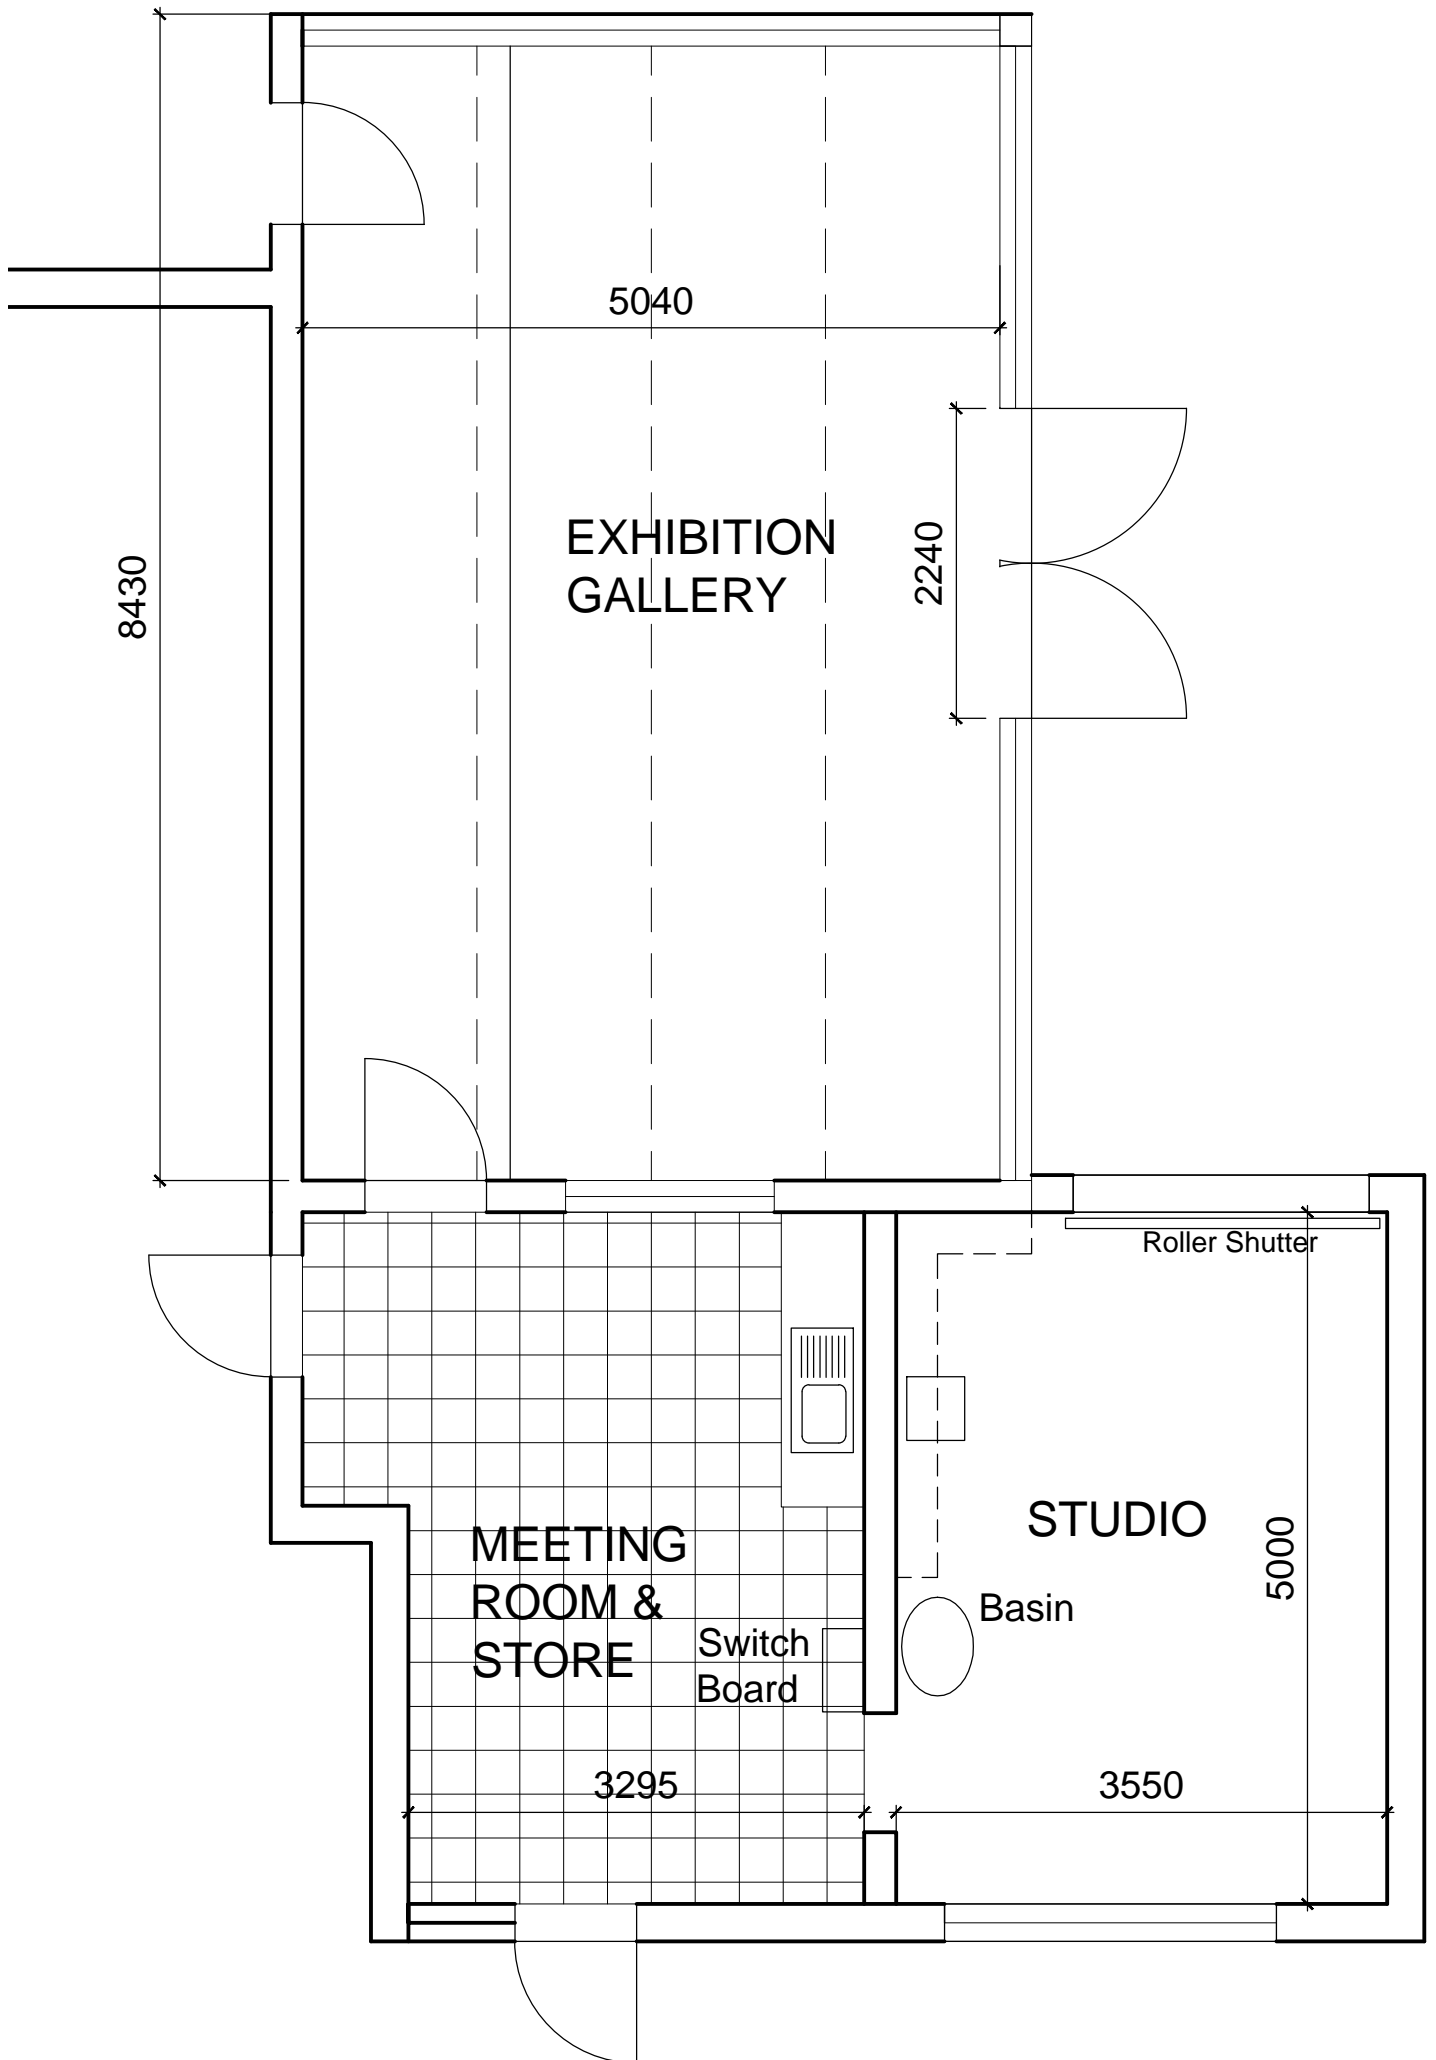 5040
EXHIBITION
GALLERY
2240
8430
Roller Shutter
MEETING
ROOM &
STORE
STUDIO
5000
Basin
Switch
Board
3295
3550